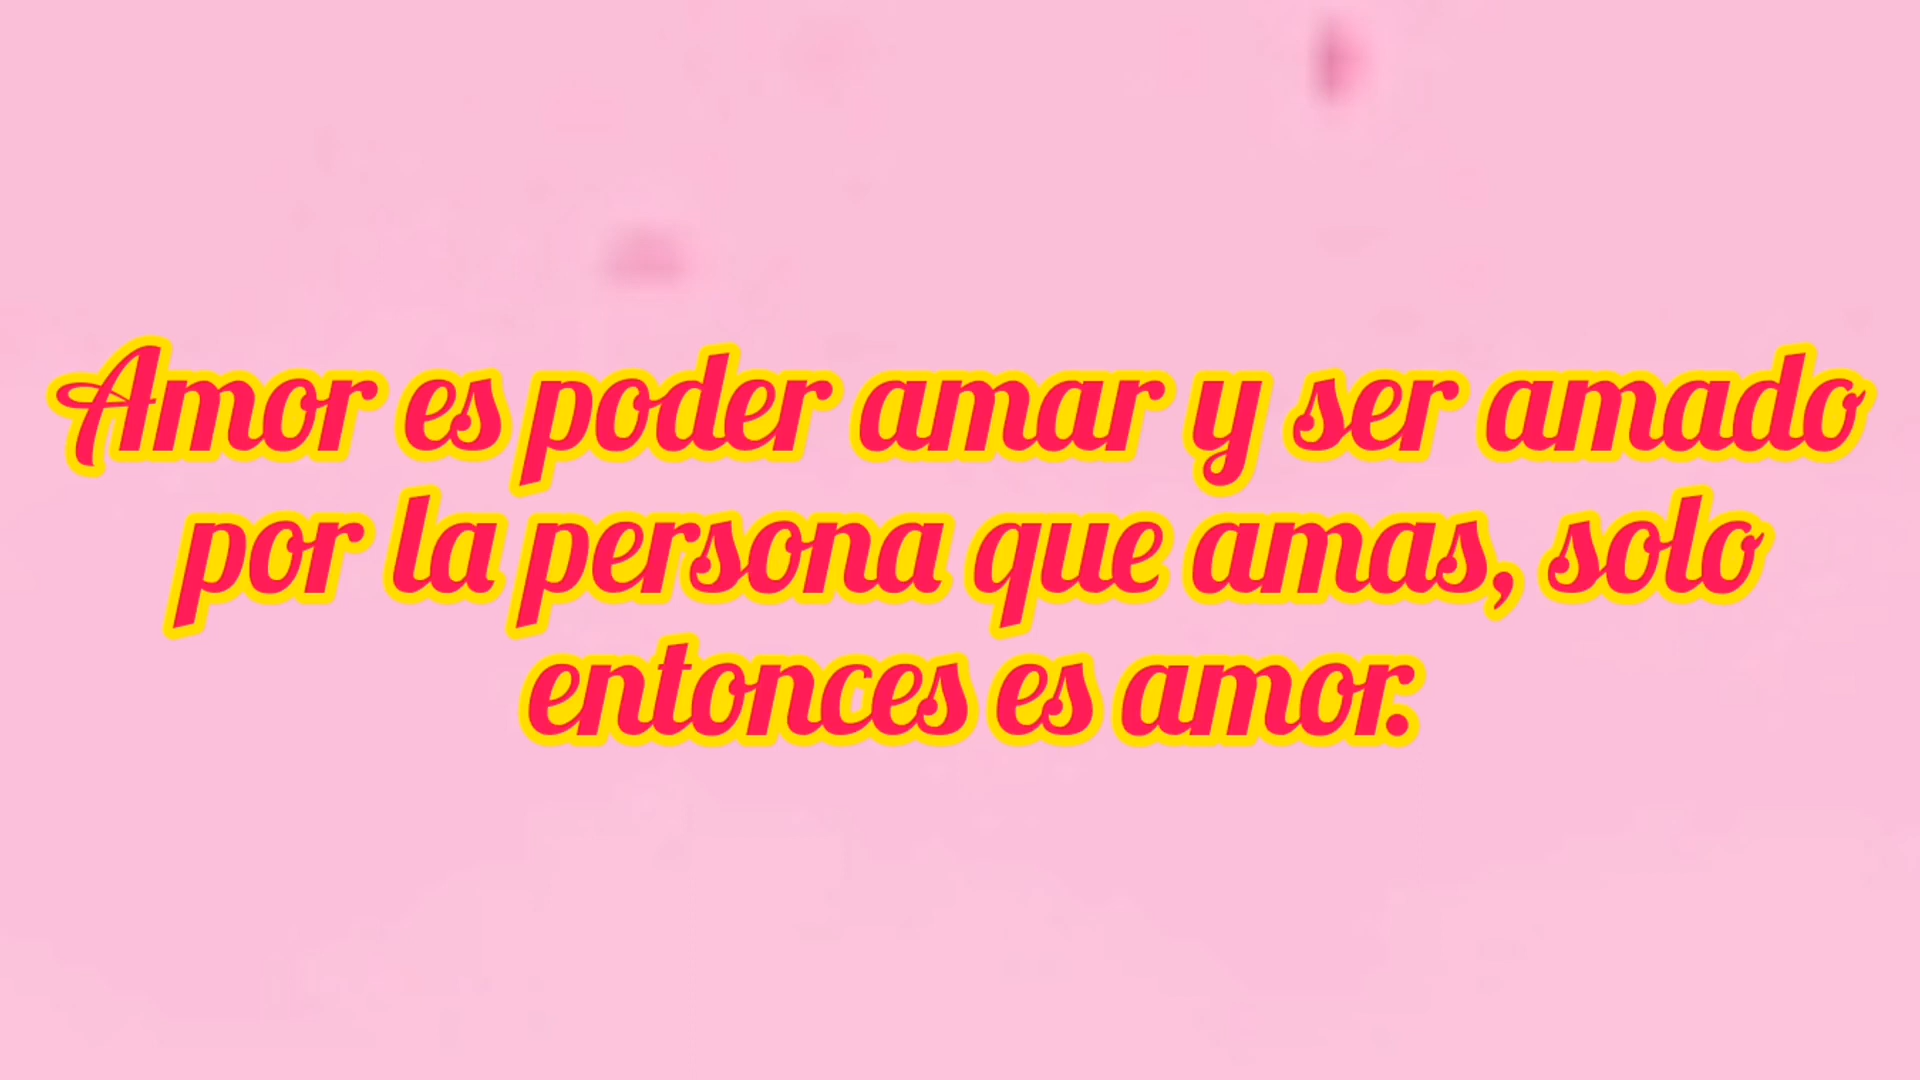 Amor es poder amar y ser amado
por la persona que amas, solo
entonces es amor.